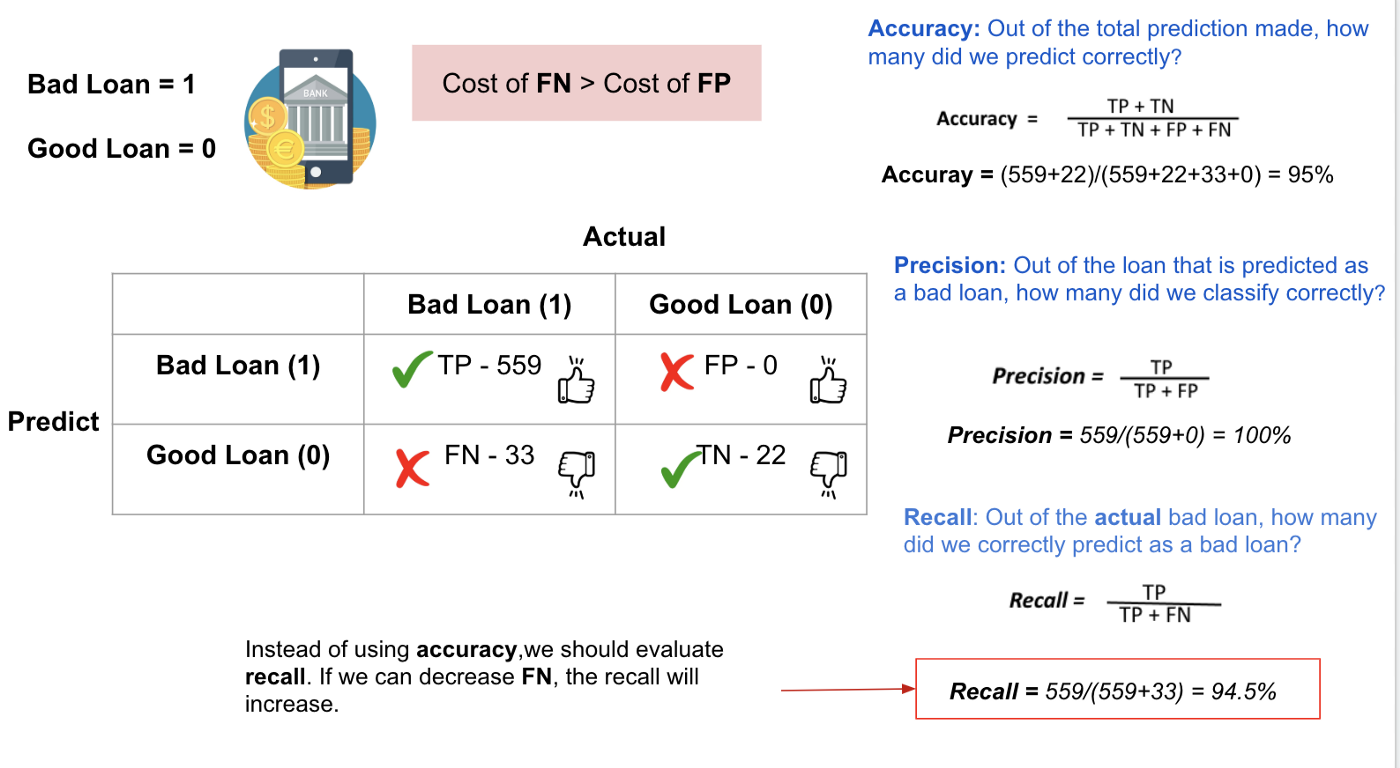 Bad Loan = 1
Good Loan = 0
BANK
$
€
Cost of FN > Cost of FP
Accuracy: Out of the total prediction made, how
many did we predict correctly?
Accuracy =
TP + TN
TP + TN + FP + FN
Accuray = (559+22)/(559+22+33+0) = 95%
Actual
Bad Loan (1) Good Loan (0)
Bad Loan (1) TP - 559 FP - 0
Predict
Good Loan (0) FN - 33 TN - 22
Precision: Out of the loan that is predicted as
a bad loan, how many did we classify correctly?
Precision =
TP
TP + FP
Precision = 559/(559+0) = 100%
Recall: Out of the actual bad loan, how many
did we correctly predict as a bad loan?
Recall =
TP
TP + FN
Instead of using accuracy,we should evaluate
recall. If we can decrease FN, the recall will
increase.
Recall = 559/(559+33) = 94.5%